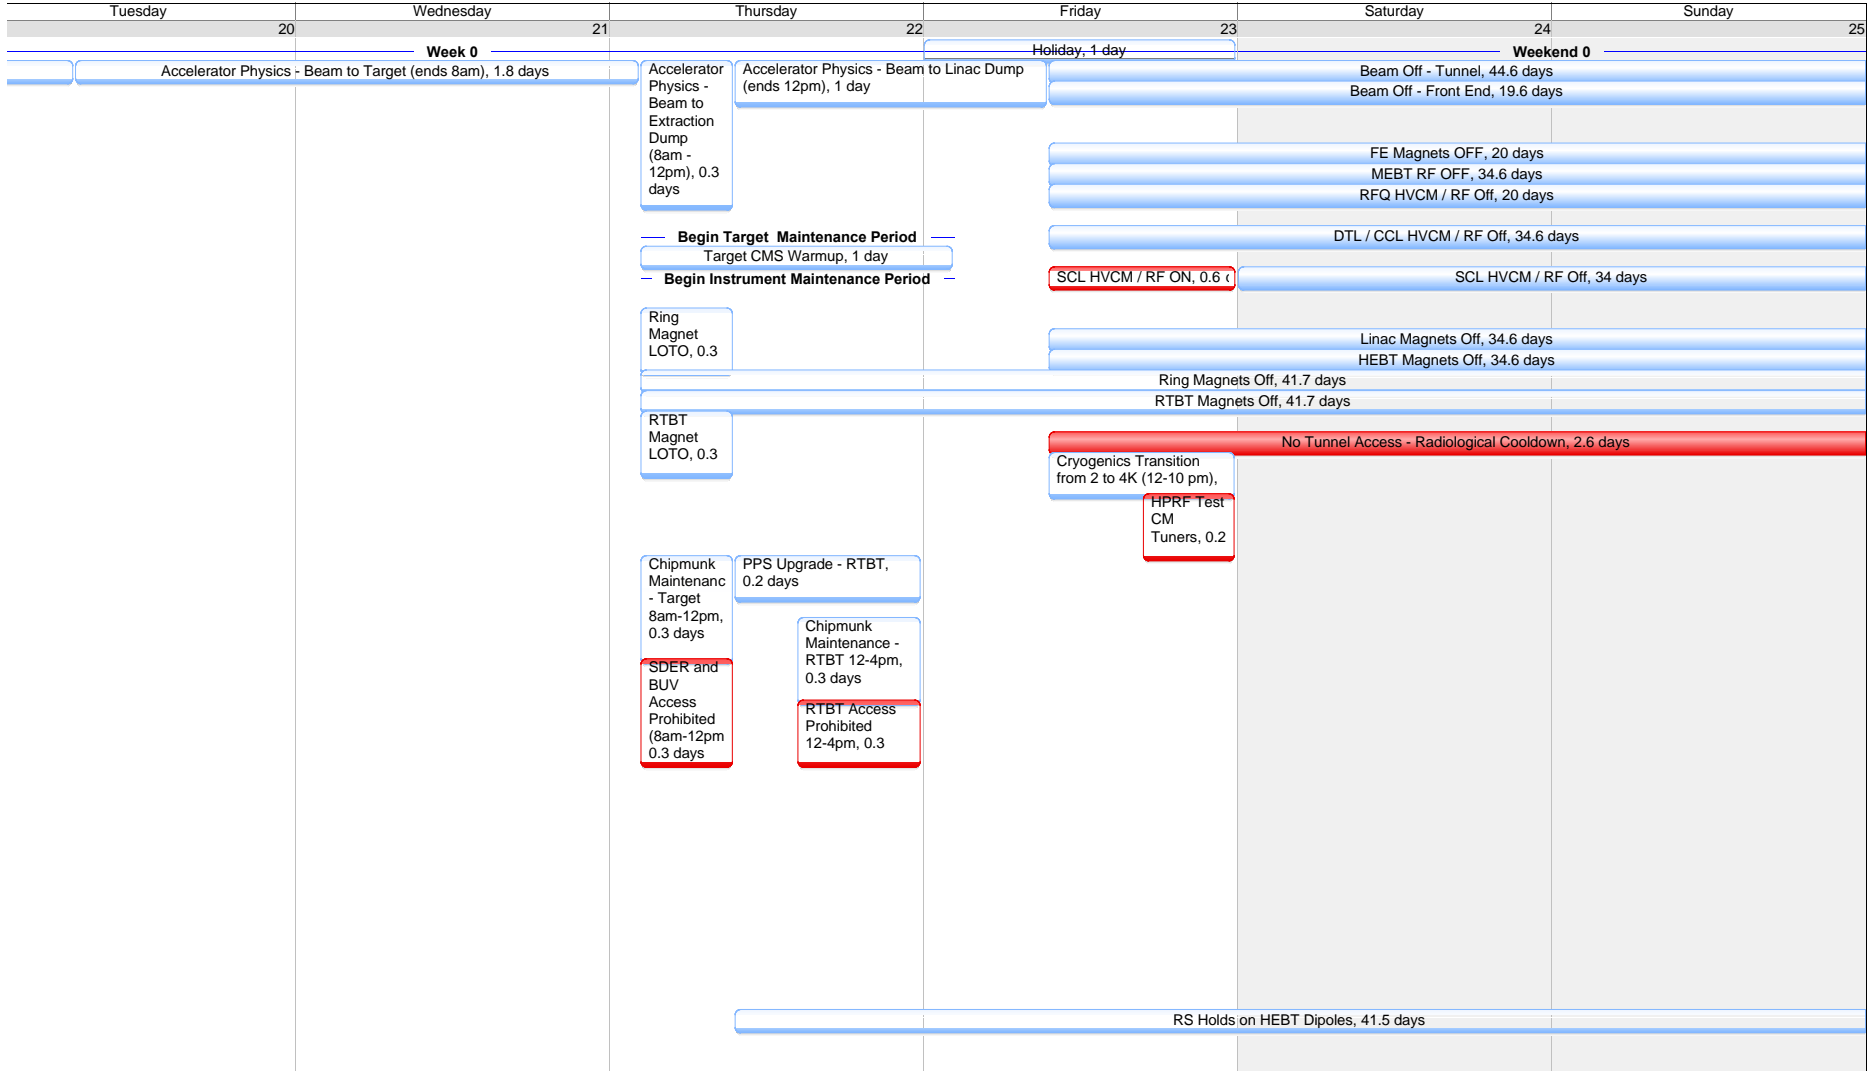 Tuesday
Wednesday
Thursday
Friday
Saturday
Sunday
20
21
22
23
24
25
Week 0
Holiday, 1 day
Weekend 0
Accelerator Physics - Beam to Target (ends 8am), 1.8 days
Accelerator
Physics -
Beam to
Extraction
Dump
(8am -
12pm), 0.3
days
Accelerator Physics - Beam to Linac Dump
(ends 12pm), 1 day
Beam Off - Tunnel, 44.6 days
Beam Off - Front End, 19.6 days
FE Magnets OFF, 20 days
MEBT RF OFF, 34.6 days
RFQ HVCM / RF Off, 20 days
Begin Target  Maintenance Period
DTL / CCL HVCM / RF Off, 34.6 days
Target CMS Warmup, 1 day
Begin Instrument Maintenance Period
SCL HVCM / RF ON, 0.6
SCL HVCM / RF Off, 34 days
Ring
Magnet
LOTO, 0.3
Linac Magnets Off, 34.6 days
HEBT Magnets Off, 34.6 days
Ring Magnets Off, 41.7 days
RTBT Magnets Off, 41.7 days
RTBT
Magnet
LOTO, 0.3
No Tunnel Access - Radiological Cooldown, 2.6 days
Cryogenics Transition
from 2 to 4K (12-10 pm),
HPRF Test
CM
Tuners, 0.2
Chipmunk
Maintenanc
- Target
8am-12pm,
0.3 days
PPS Upgrade - RTBT,
0.2 days
Chipmunk
Maintenance -
RTBT 12-4pm,
0.3 days
SDER and
BUV
Access
Prohibited
(8am-12pm
0.3 days
RTBT Access
Prohibited
12-4pm, 0.3
RS Holds on HEBT Dipoles, 41.5 days